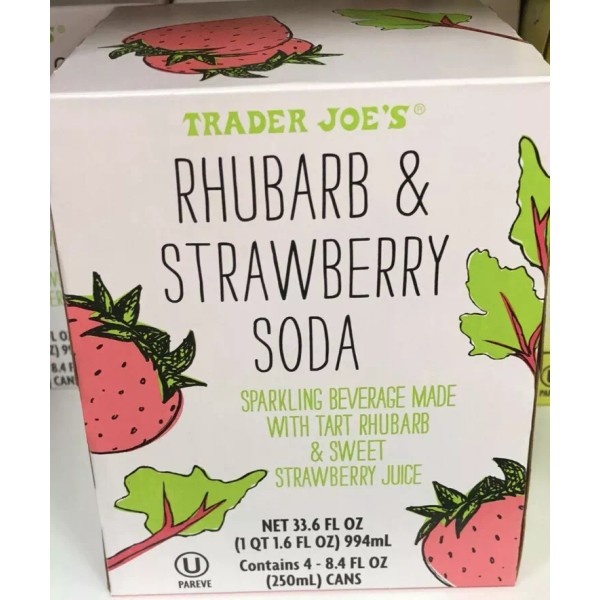 TRADER JOE'S®
RHUBARB &
STRAWBERRY
SODA
SPARKLING BEVERAGE MADE
WITH TART RHUBARB
& SWEET
STRAWBERRY JUICE
NET 33.6 FL OZ
(1 QT 1.6 FL OZ) 994mL
Contains 4 - 8.4 FL OZ
(250mL) CANS
U
PAREVE